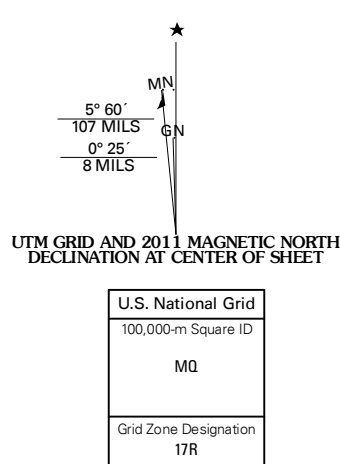 ★
MN
5° 60´
107 MILS
GN
0° 25´
8 MILS
UTM GRID AND 2011 MAGNETIC NORTH
DECLINATION AT CENTER OF SHEET
U.S. National Grid
100,000-m Square ID
MQ
Grid Zone Designation
17R